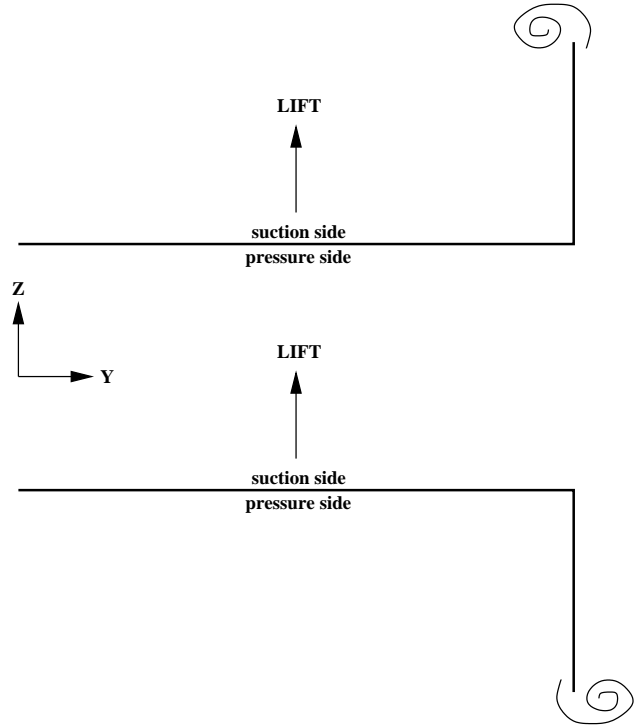 LIFT
suction side
pressure side
Z
Y
LIFT
suction side
pressure side